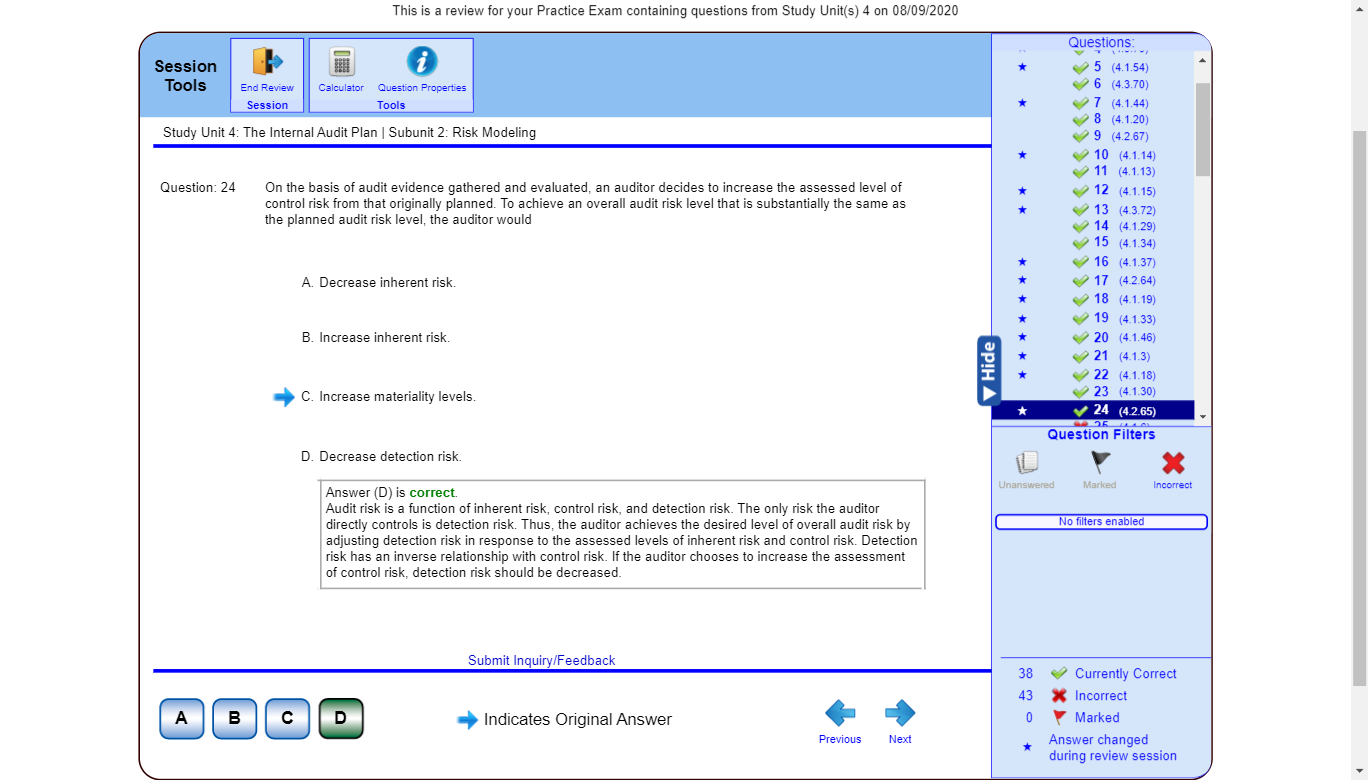 This is a review for your Practice Exam containing questions from Study Unit(s) 4 on 08/09/2020
Session
Tools
End Review
Session
Calculator
Question Properties
Tools
Study Unit 4: The Internal Audit Plan | Subunit 2: Risk Modeling
Question: 24
On the basis of audit evidence gathered and evaluated, an auditor decides to increase the assessed level of
control risk from that originally planned. To achieve an overall audit risk level that is substantially the same as
the planned audit risk level, the auditor would
A. Decrease inherent risk.
B. Increase inherent risk.
C. Increase materiality levels.
D. Decrease detection risk.
Answer (D) is correct.
Audit risk is a function of inherent risk, control risk, and detection risk. The only risk the auditor
directly controls is detection risk. Thus, the auditor achieves the desired level of overall audit risk by
adjusting detection risk in response to the assessed levels of inherent risk and control risk. Detection
risk has an inverse relationship with control risk. If the auditor chooses to increase the assessment
of control risk, detection risk should be decreased.
Submit Inquiry/Feedback
A B C D
Indicates Original Answer
Previous
Next
Questions:
5 (4.1.54)
6 (4.3.70)
7 (4.1.44)
8 (4.1.20)
9 (4.2.67)
10 (4.1.14)
11 (4.1.13)
12 (4.1.15)
13 (4.3.72)
14 (4.1.29)
15 (4.1.34)
16 (4.1.37)
17 (4.2.64)
18 (4.1.19)
19 (4.1.33)
20 (4.1.46)
21 (4.1.3)
22 (4.1.18)
23 (4.1.30)
24 (4.2.65)
Hide
Question Filters
Unanswered
Marked
Incorrect
No filters enabled
38 Currently Correct
43 Incorrect
0 Marked
Answer changed
during review session